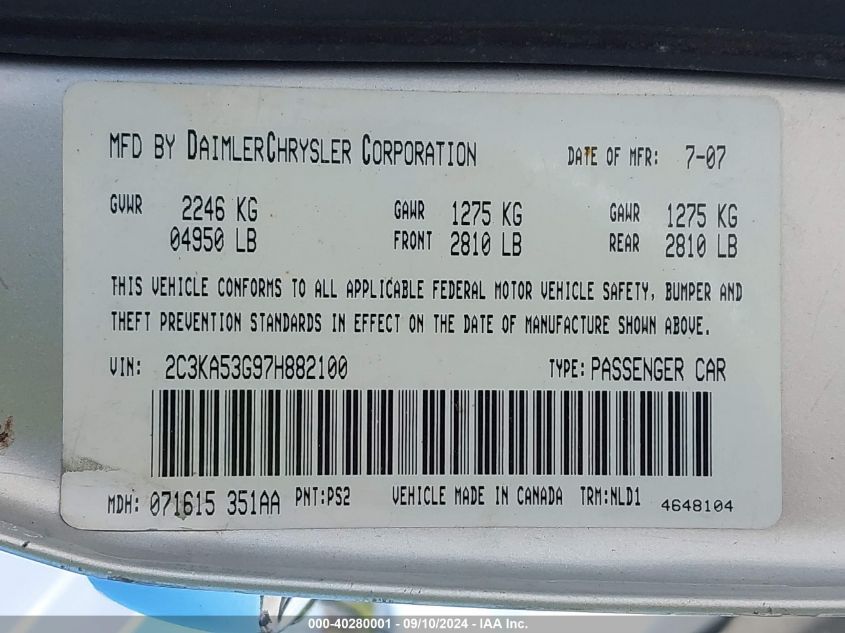 MFD BY DAIMLERCHRYSLER CORPORATION DATE OF MFR: 7-07
GVWR 2246 KG GAWR 1275 KG GAWR 1275 KG
04950 LB FRONT 2810 LB REAR 2810 LB
THIS VEHICLE CONFORMS TO ALL APPLICABLE FEDERAL MOTOR VEHICLE SAFETY, BUMPER AND
THEFT PREVENTION STANDARDS IN EFFECT ON THE DATE OF MANUFACTURE SHOWN ABOVE.
VIN: 2C3KA53G97H882100 TYPE: PASSENGER CAR
MDH: 071615 351AA PNT:PS2 VEHICLE MADE IN CANADA TRM:NLD1 4648104
000-40280001 - 09/10/2024 - IAAI Inc.